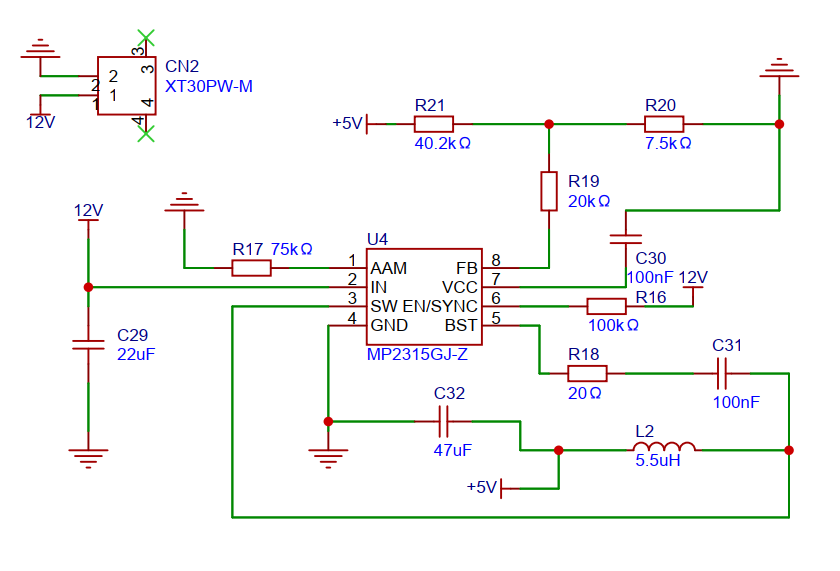 3
3
CN2
2
2
XT30PW-M
1
1
4
4
12V
R21
R20
+5V
40.2kΩ
7.5kΩ
R19
20kΩ
12V
U4
R17 75kΩ
1 AAM FB 8
2 IN VCC 7
3 SW EN/SYNC 6
4 GND BST 5
MP2315GJ-Z
C30
100nF
12V
R16
100kΩ
C29
22uF
R18
20Ω
C31
100nF
C32
47uF
L2
5.5uH
+5V